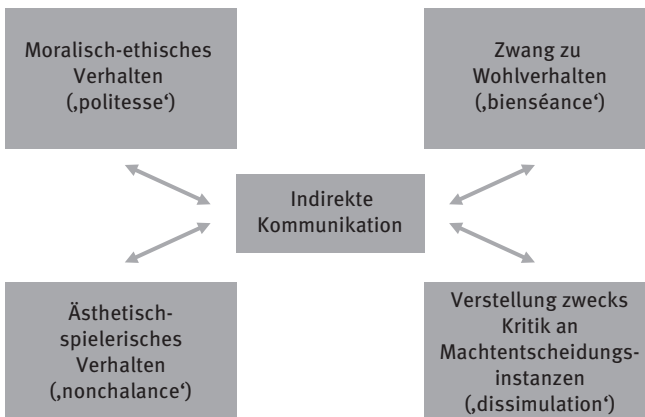 Moralisch-ethisches
Verhalten
(‚politesse‘)
Zwang zu
Wohlverhalten
(‚bienséance‘)
Indirekte
Kommunikation
Ästhetisch-
spielerisches
Verhalten
(‚nonchalance‘)
Verstellung zwecks
Kritik an
Machtentscheidungs-
instanzen
(‚dissimulation‘)